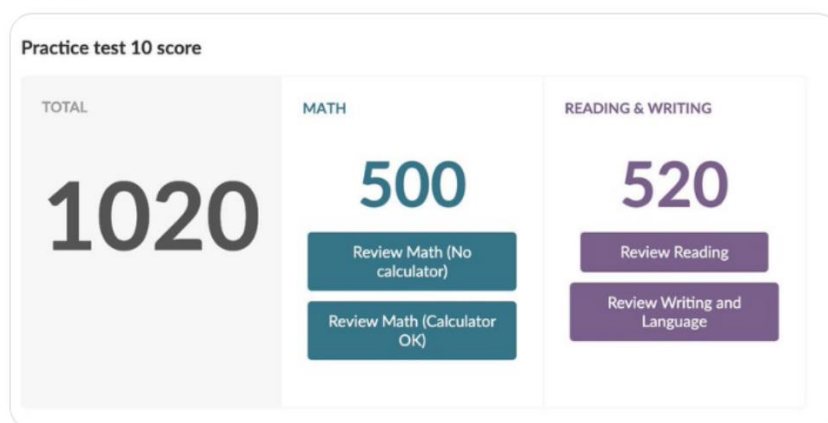 Practice test 10 score
TOTAL
1020
MATH
500
Review Math (No
calculator)
Review Math (Calculator
OK)
READING & WRITING
520
Review Reading
Review Writing and
Language